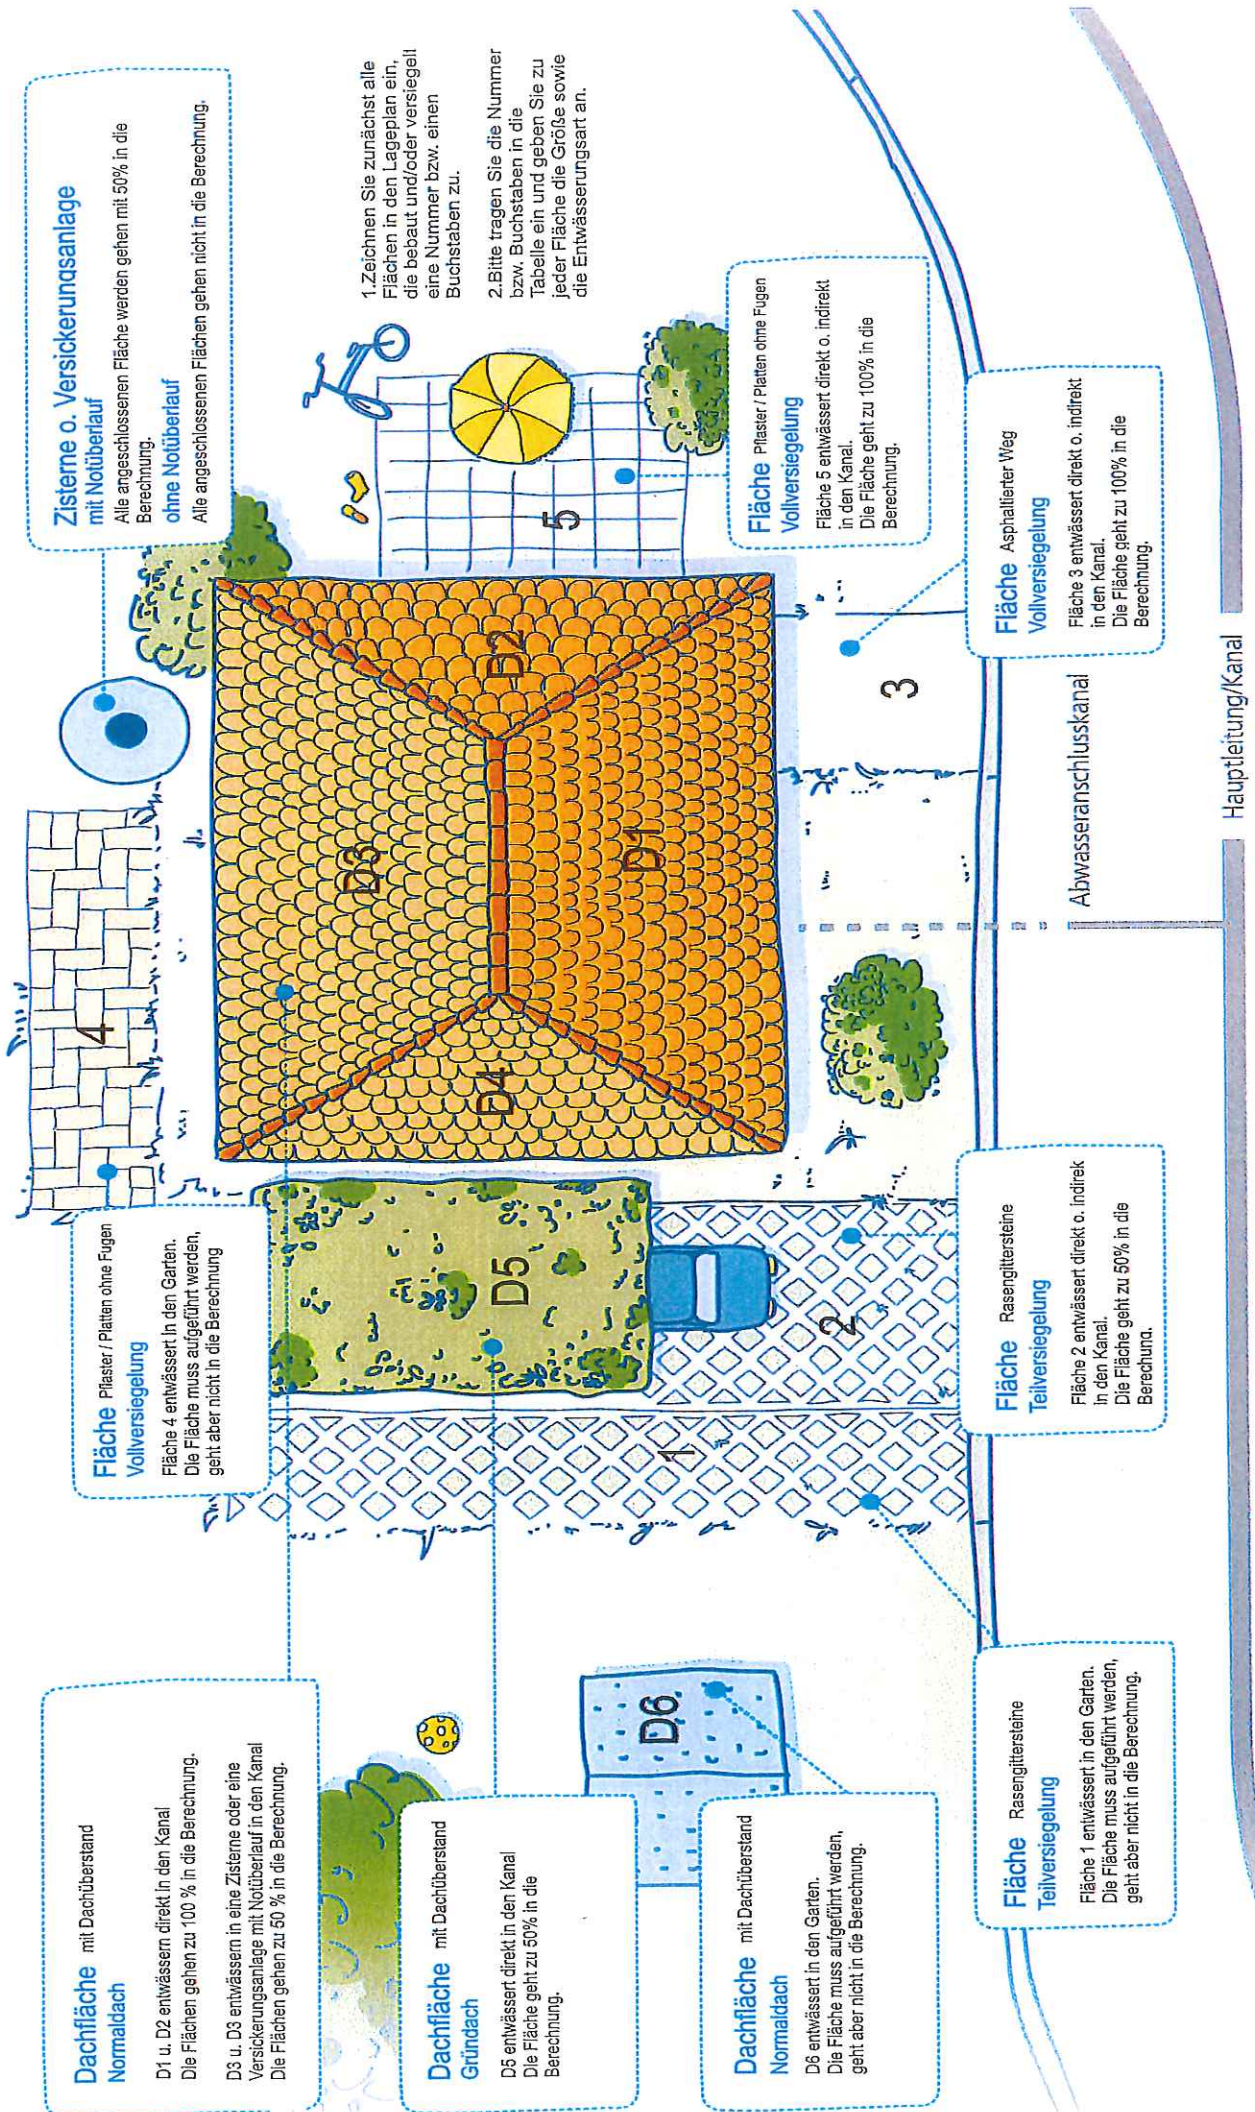 Dachfläche mit Dachüberstand
Normaldach
D1 u. D2 entwässern direkt in den Kanal
Die Flächen gehen zu 100 % in die Berechnung.
D3 u. D3 entwässern in eine Zisterne oder eine
Versickerungsanlage mit Notüberlauf in den Kanal
Die Flächen gehen zu 50 % in die Berechnung.
Dachfläche mit Dachüberstand
Gründach
D5 entwässert direkt in den Kanal
Die Fläche geht zu 50% in die
Berechnung.
Dachfläche mit Dachüberstand
Normaldach
D6 entwässert in den Garten.
Die Fläche muss aufgeführt werden,
geht aber nicht in die Berechnung.
Fläche Rasengittersteine
Teilversiegelung
Fläche 1 entwässert in den Garten.
Die Fläche muss aufgeführt werden,
geht aber nicht in die Berechnung.
Fläche Pflaster / Platten ohne Fugen
Vollversiegelung
Fläche 4 entwässert in den Garten.
Die Fläche muss aufgeführt werden,
geht aber nicht in die Berechnung
Fläche Rasengittersteine
Teilversiegelung
Fläche 2 entwässert direkt o. indirek
in den Kanal.
Die Fläche geht zu 50% in die
Berechung.
Zisterne o. Versickerungsanlage
mit Notüberlauf
Alle angeschlossenen Fläche werden gehen mit 50% in die
Berechnung.
ohne Notüberlauf
Alle angeschlossenen Flächen gehen nicht in die Berechnung.
1.Zeichnen Sie zunächst alle
Flächen in den Lageplan ein,
die bebaut und/oder versiegelt
eine Nummer bzw. einen
Buchstaben zu.
2.Bitte tragen Sie die Nummer
bzw. Buchstaben in die
Tabelle ein und geben Sie zu
jeder Fläche die Größe sowie
die Entwässerungsart an.
Fläche Pflaster / Platten ohne Fugen
Vollversiegelung
Fläche 5 entwässert direkt o. indirekt
in den Kanal.
Die Fläche geht zu 100% in die
Berechnung.
Fläche Asphaltierter Weg
Vollversiegelung
Fläche 3 entwässert direkt o. indirekt
in den Kanal.
Die Fläche geht zu 100% in die
Berechnung.
D6
1
D5
2
4
D4
D3
D1
D2
5
3
Abwasseranschlusskanal
Hauptleitung/Kanal